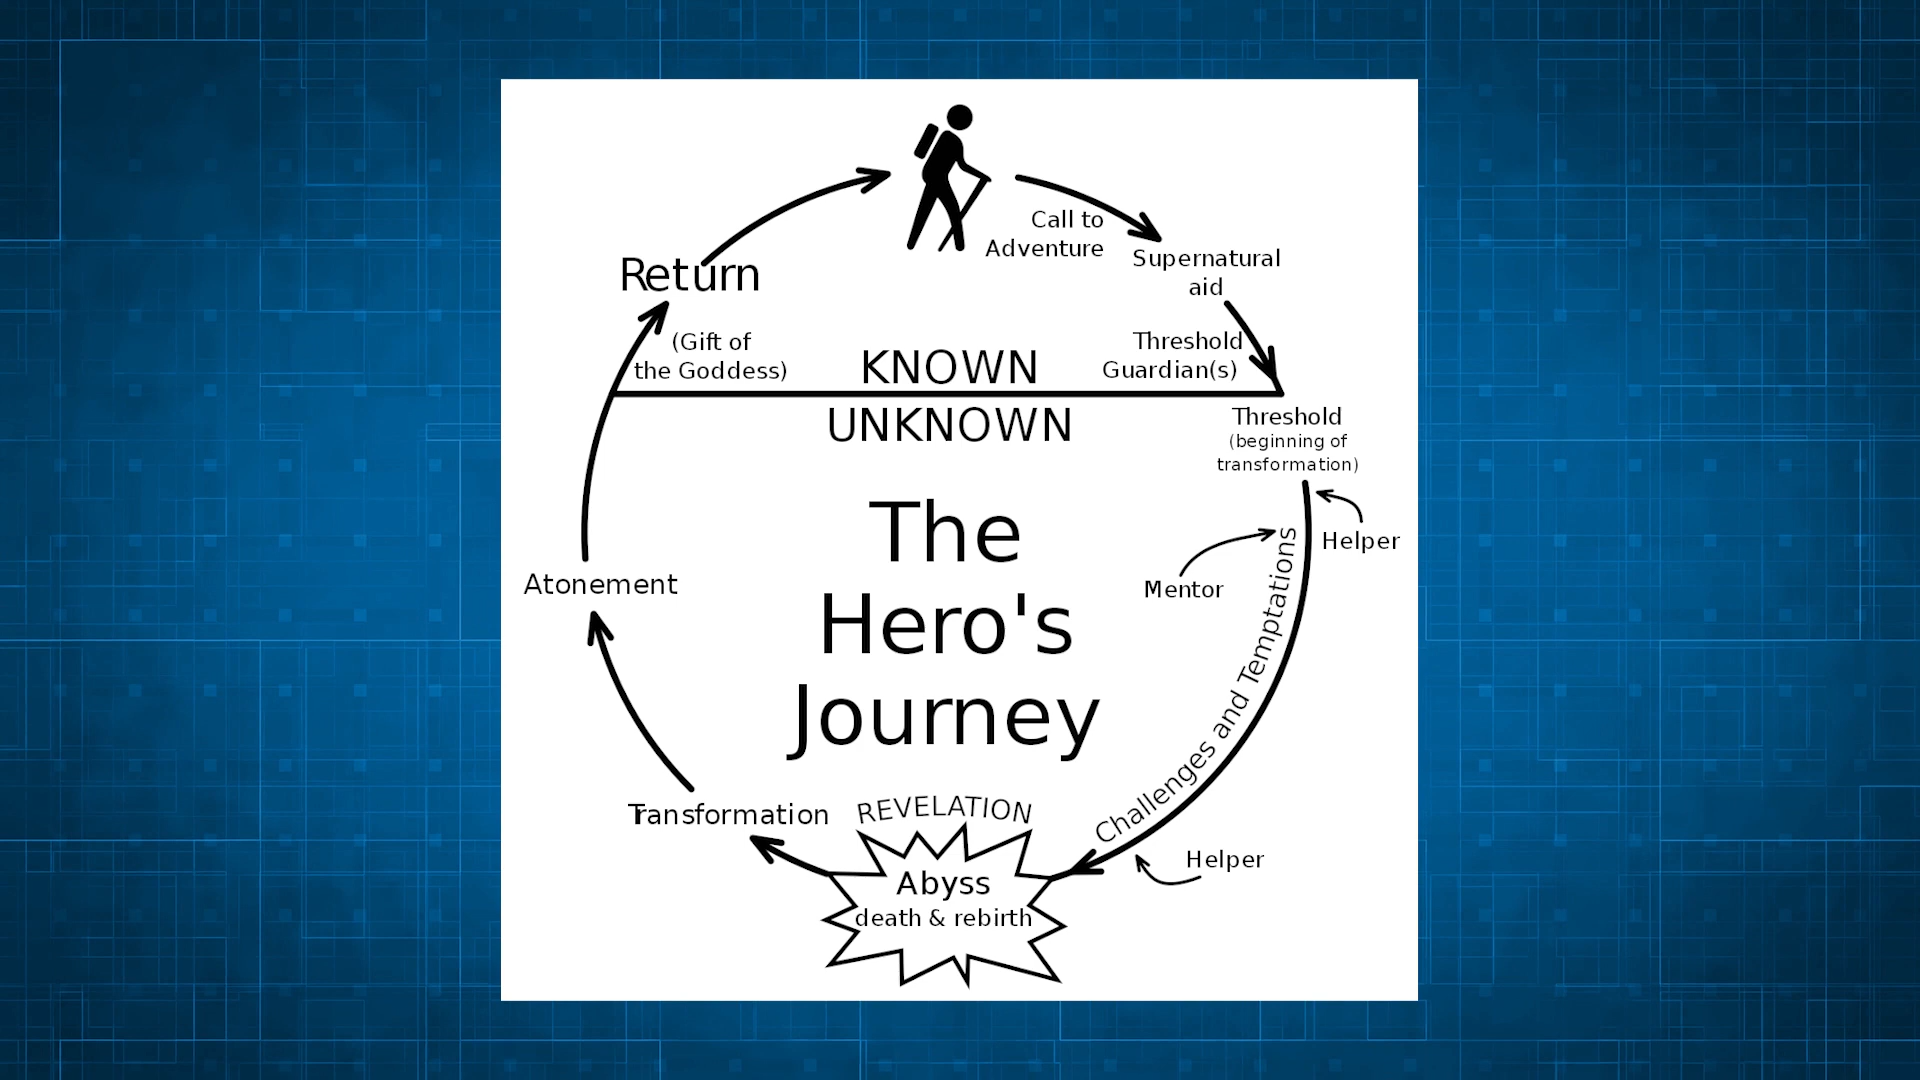 Call to
Adventure
Supernatural
aid
Return
(Gift of
the Goddess)
KNOWN
Threshold
Guardian(s)
UNKNOWN
Threshold
(beginning of
transformation)
Helper
Mentor
Challenges and Temptations
The
Hero's
Journey
Atonement
Transformation
REVELATION
Abyss
death & rebirth
Helper